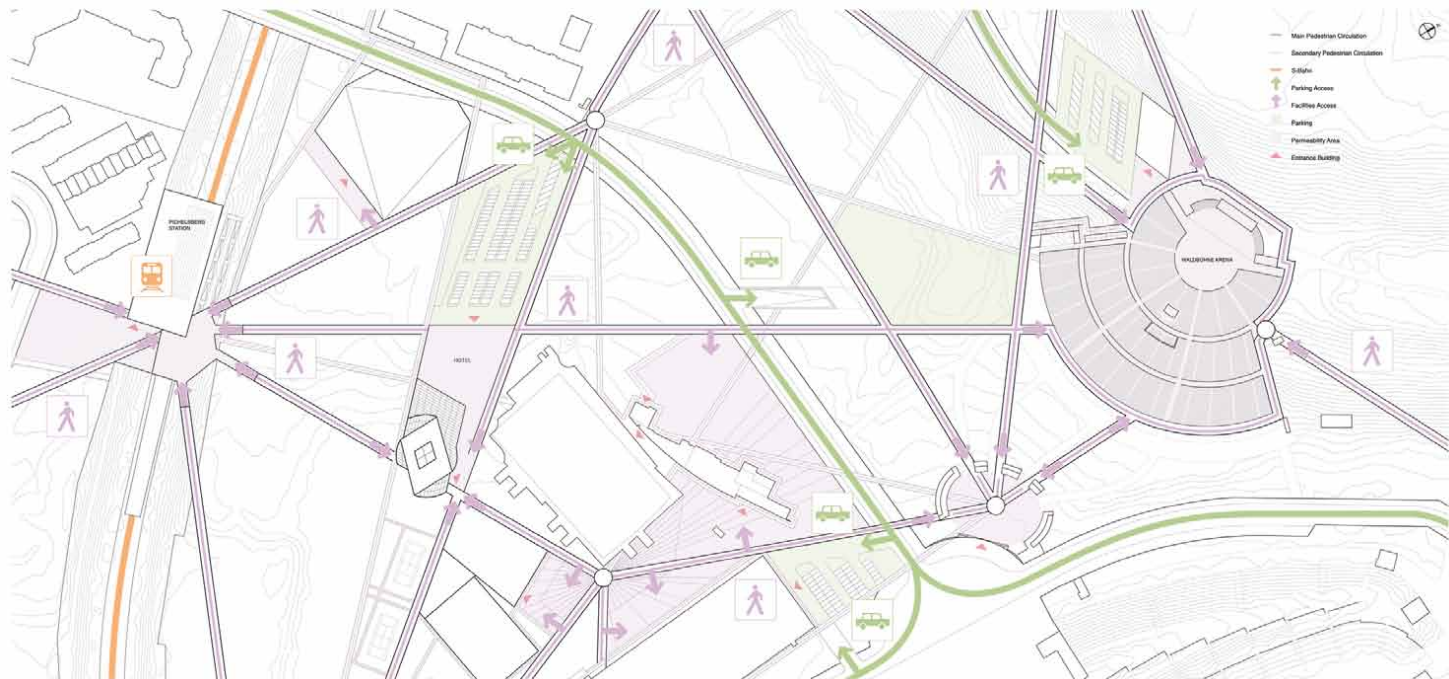 Main Pedestrian Circulation
Secondary Pedestrian Circulation
S-Bahn
Parking Access
Facilities Access
Parking
Permeability Area
Entrance Building
PICHELSBERG
STATION
WALDBÜHNE ARENA
HOTEL